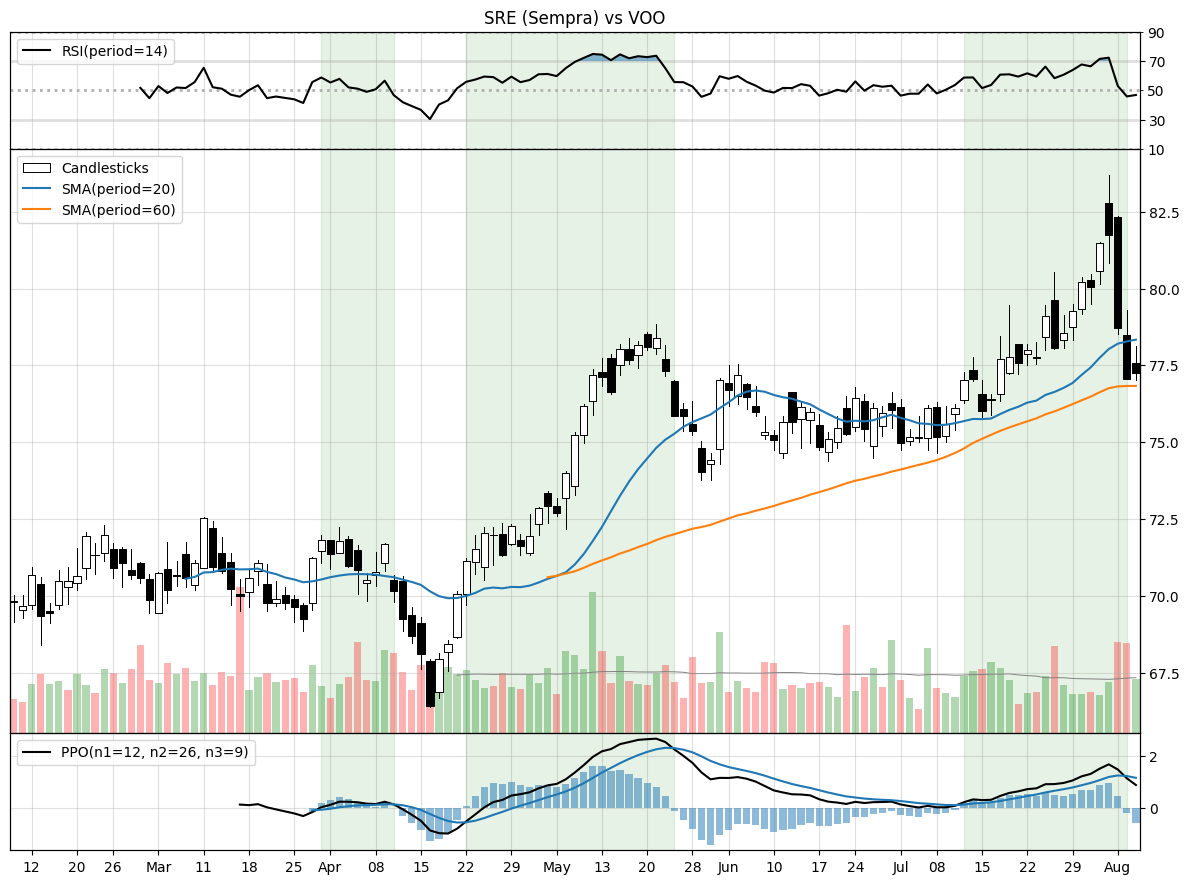 SRE (Sempra) vs VOO
RSI(period=14)
90
70
50
30
10
Candlesticks
SMA(period=20)
SMA(period=60)
82.5
80.0
77.5
75.0
72.5
70.0
67.5
PPO(n1=12, n2=26, n3=9)
2
0
12 20 26 Mar 11 18 25 Apr 08 15 22 29 May 13 20 28 Jun 10 17 24 Jul 08 15 22 29 Aug